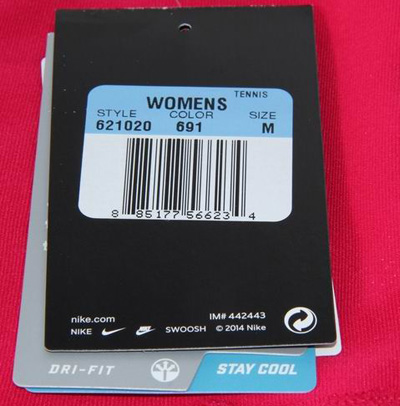 TENNIS
WOMENS
STYLE COLOR SIZE
621020 691 M
8 85177 56623 4
nike.com IM# 442443
NIKE SWOOSH © 2014 Nike
DRI-FIT STAY COOL